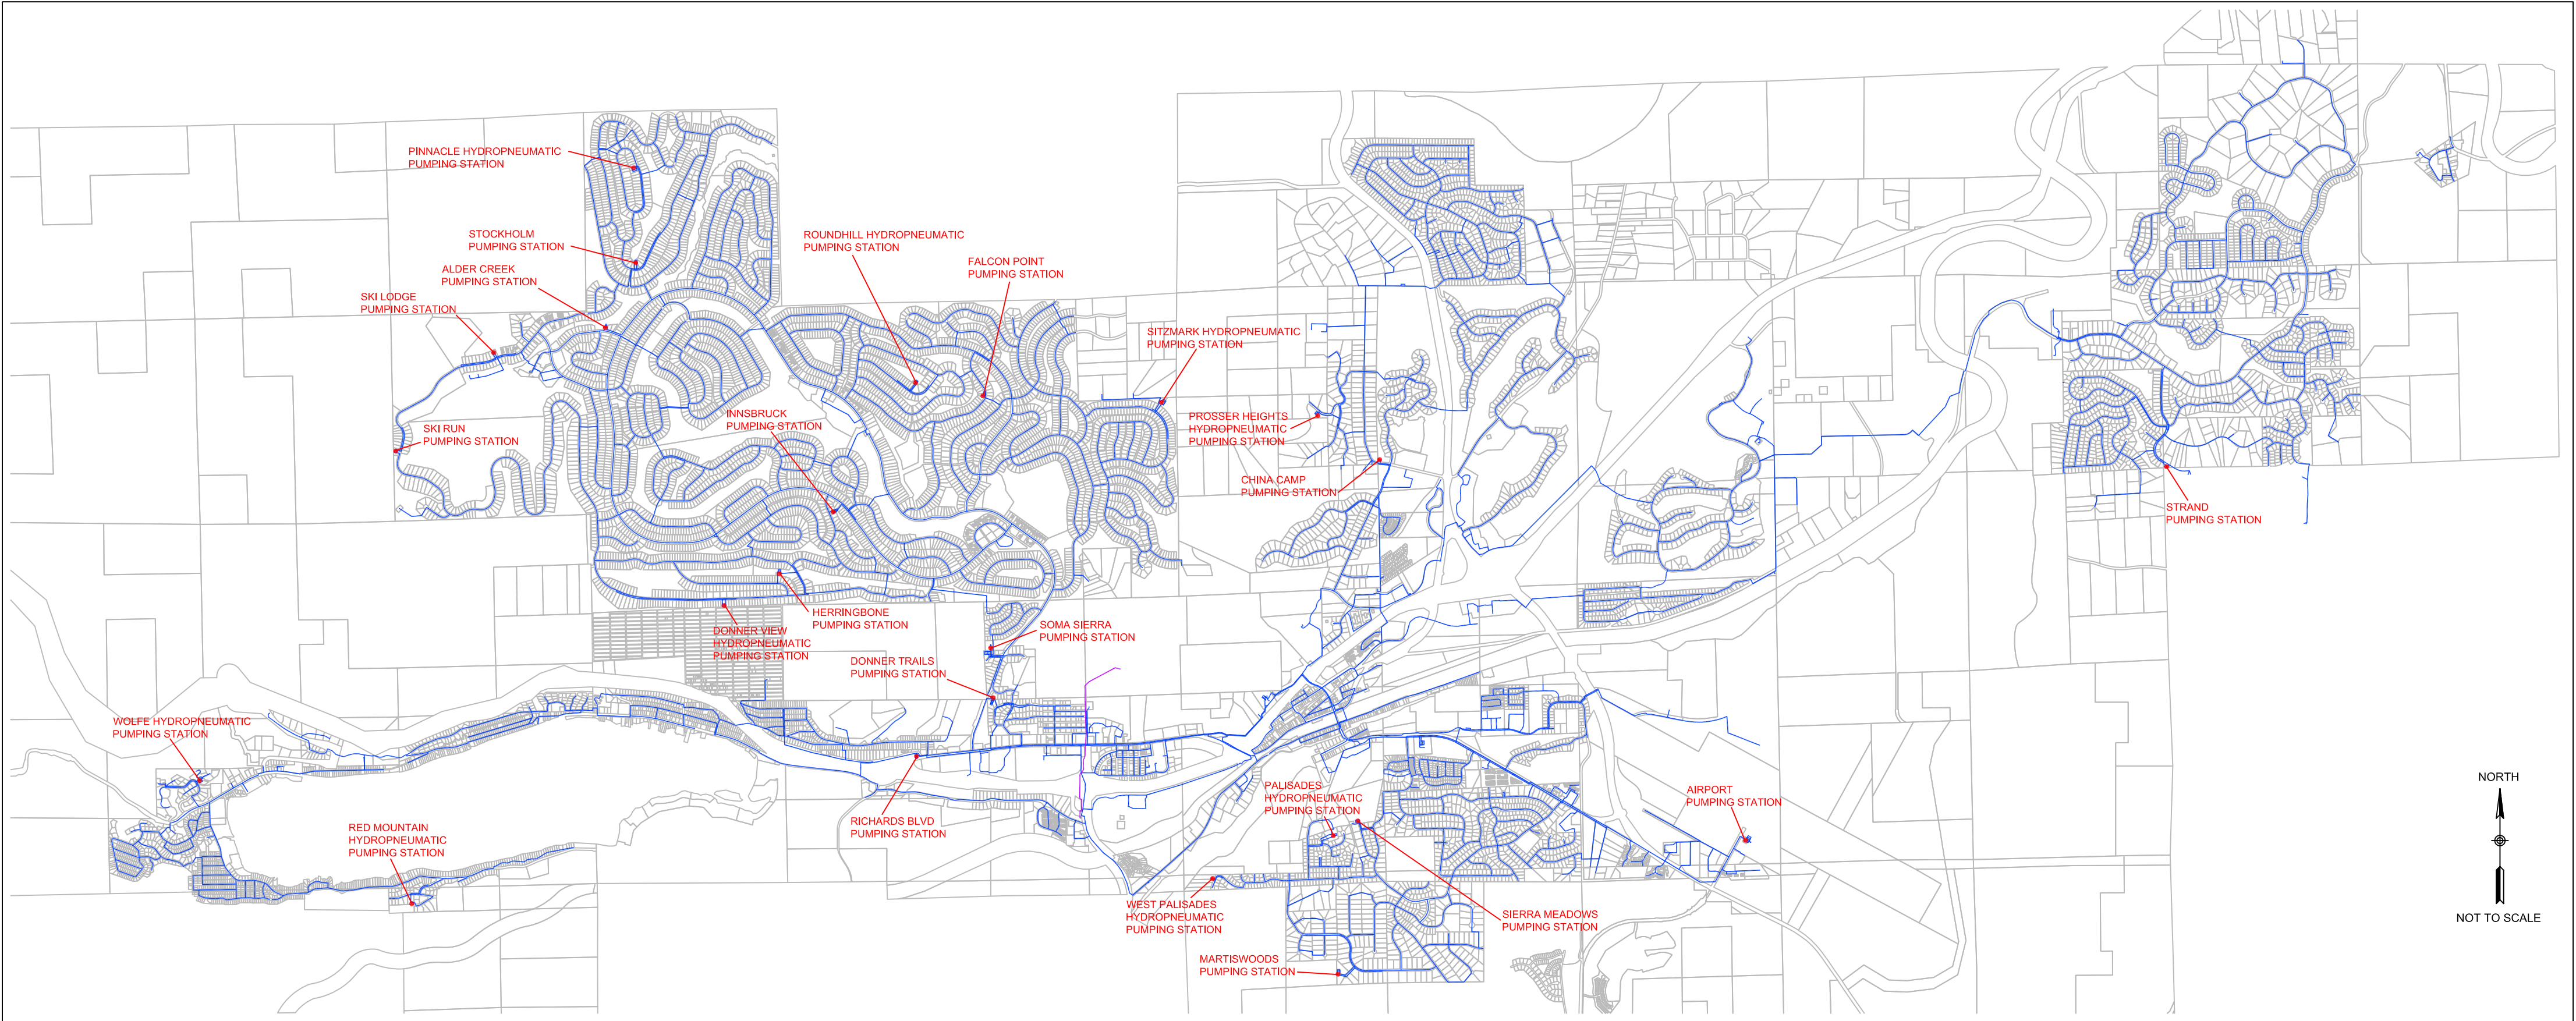 PINNACLE HYDROPNEUMATIC
PUMPING STATION
STOCKHOLM
PUMPING STATION
ALDER CREEK
PUMPING STATION
SKI LODGE
PUMPING STATION
SKI RUN
PUMPING STATION
ROUNDHILL HYDROPNEUMATIC
PUMPING STATION
FALCON POINT
PUMPING STATION
SITZMARK HYDROPNEUMATIC
PUMPING STATION
INNSBRUCK
PUMPING STATION
PROSSER HEIGHTS
HYDROPNEUMATIC
PUMPING STATION
CHINA CAMP
PUMPING STATION
STRAND
PUMPING STATION
HERRINGBONE
PUMPING STATION
DONNER VIEW
HYDROPNEUMATIC
PUMPING STATION
SOMA SIERRA
PUMPING STATION
DONNER TRAILS
PUMPING STATION
WOLFE HYDROPNEUMATIC
PUMPING STATION
RED MOUNTAIN
HYDROPNEUMATIC
PUMPING STATION
RICHARDS BLVD
PUMPING STATION
PALISADES
HYDROPNEUMATIC
PUMPING STATION
AIRPORT
PUMPING STATION
WEST PALISADES
HYDROPNEUMATIC
PUMPING STATION
SIERRA MEADOWS
PUMPING STATION
MARTISWOODS
PUMPING STATION
NORTH
NOT TO SCALE